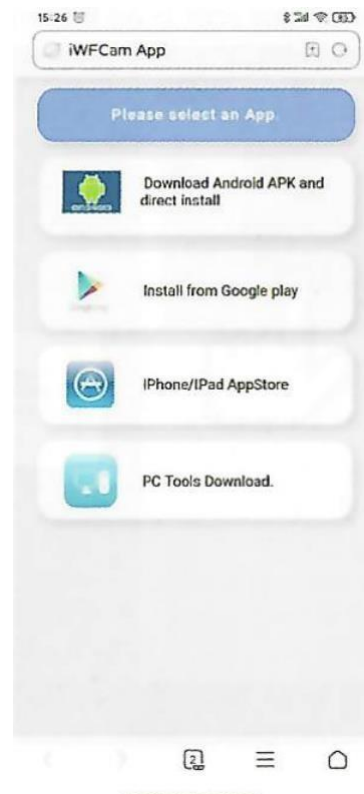 15:26
iWFCam App
Please select an App.
Download Android APK and
direct install
Install from Google play
iPhone/IPad AppStore
PC Tools Download.
2